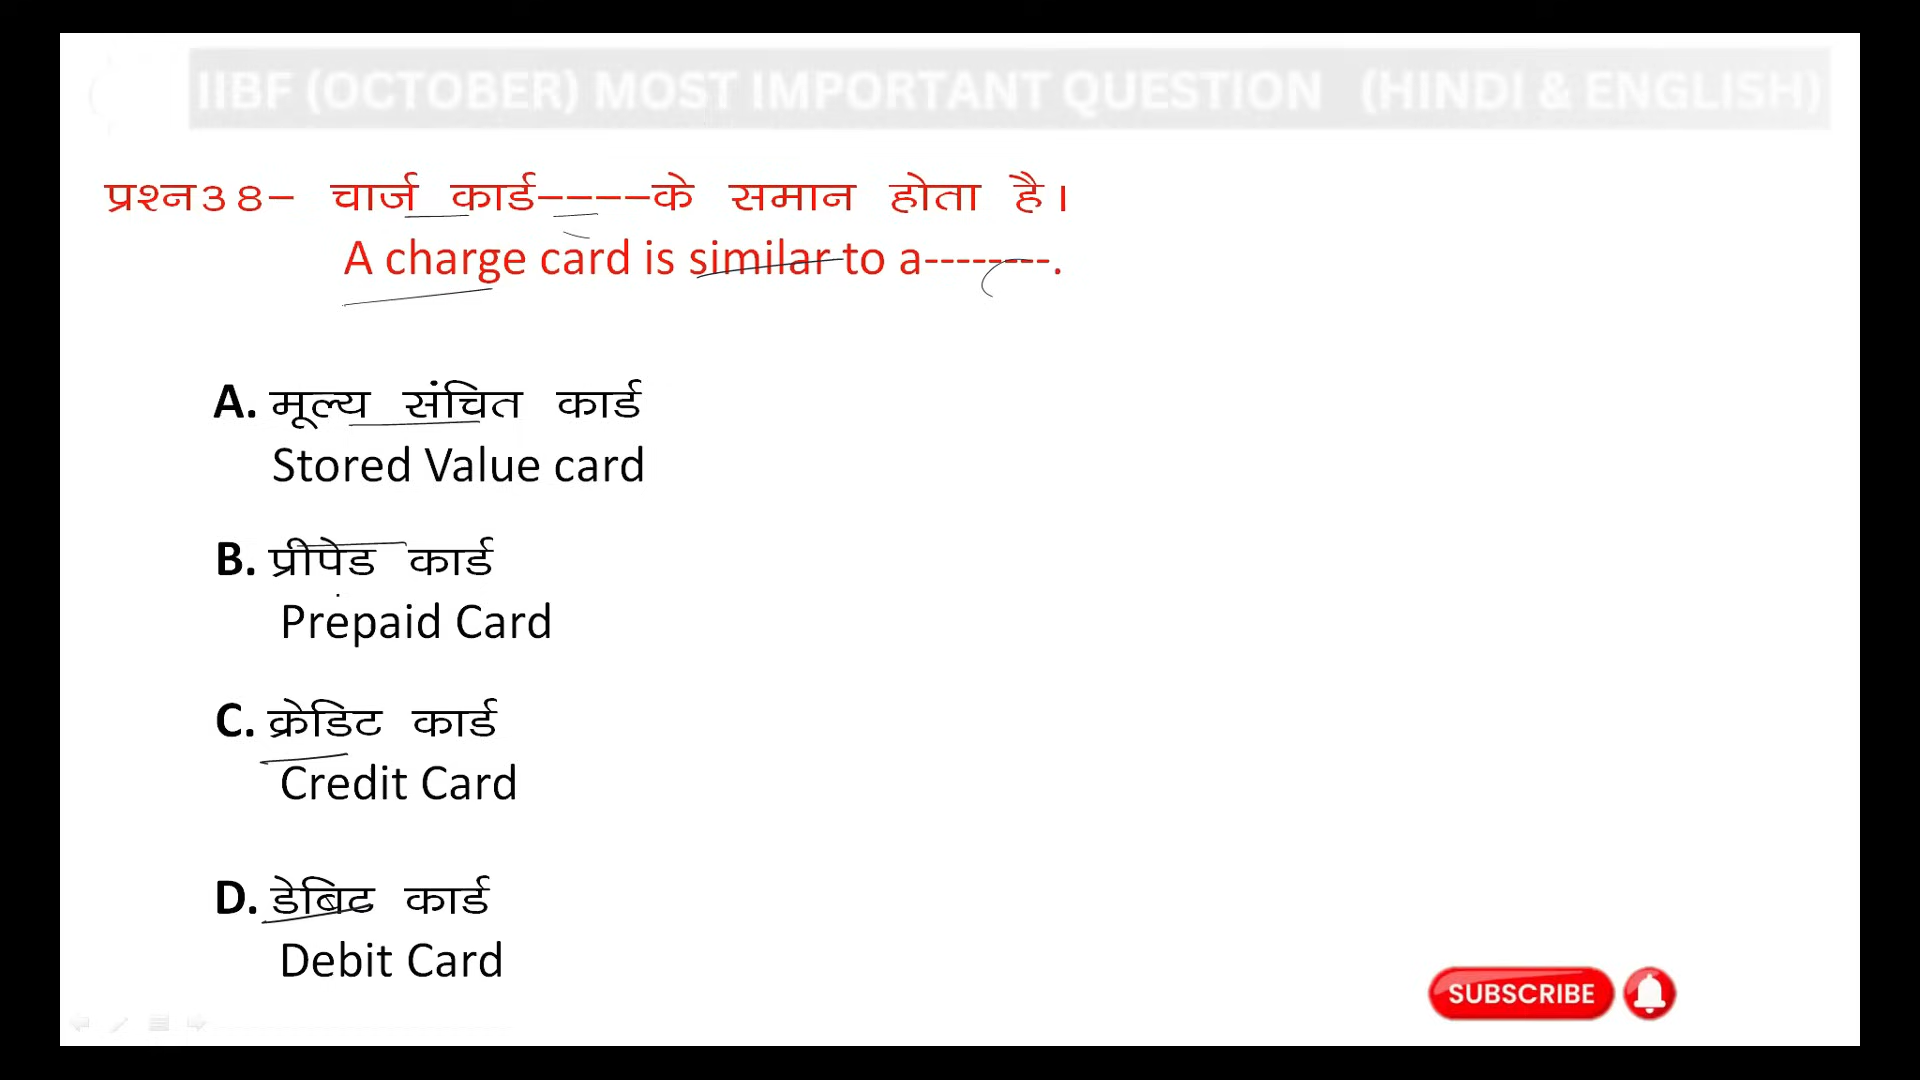 IIBF (OCTOBER) MOST IMPORTANT QUESTION (HINDI & ENGLISH)
प्रश्न38– चार्ज कार्ड––––के समान होता है।
A charge card is similar to a--------.
A. मूल्य संचित कार्ड
Stored Value card
B. प्रीपेड कार्ड
Prepaid Card
C. क्रेडिट कार्ड
Credit Card
D. डेबिट कार्ड
Debit Card
SUBSCRIBE